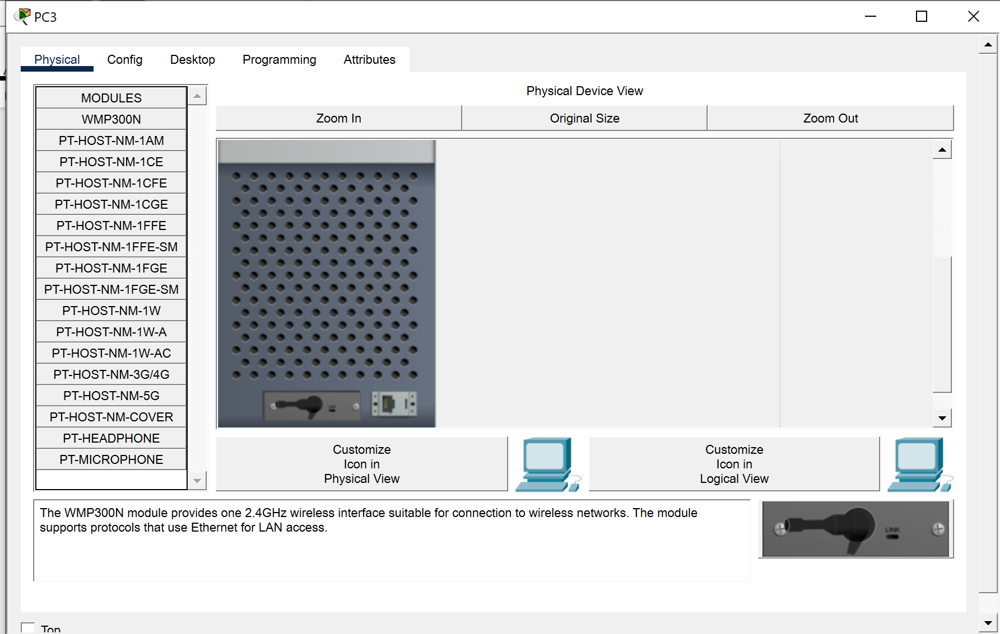 PC3
Physical
Config
Desktop
Programming
Attributes
MODULES
WMP300N
PT-HOST-NM-1AM
PT-HOST-NM-1CE
PT-HOST-NM-1CFE
PT-HOST-NM-1CGE
PT-HOST-NM-1FFE
PT-HOST-NM-1FFE-SM
PT-HOST-NM-1FGE
PT-HOST-NM-1FGE-SM
PT-HOST-NM-1W
PT-HOST-NM-1W-A
PT-HOST-NM-1W-AC
PT-HOST-NM-3G/4G
PT-HOST-NM-5G
PT-HOST-NM-COVER
PT-HEADPHONE
PT-MICROPHONE
Physical Device View
Zoom In
Original Size
Zoom Out
LINK
Customize
Icon in
Physical View
Customize
Icon in
Logical View
The WMP300N module provides one 2.4GHz wireless interface suitable for connection to wireless networks. The module
supports protocols that use Ethernet for LAN access.
LINK
Top